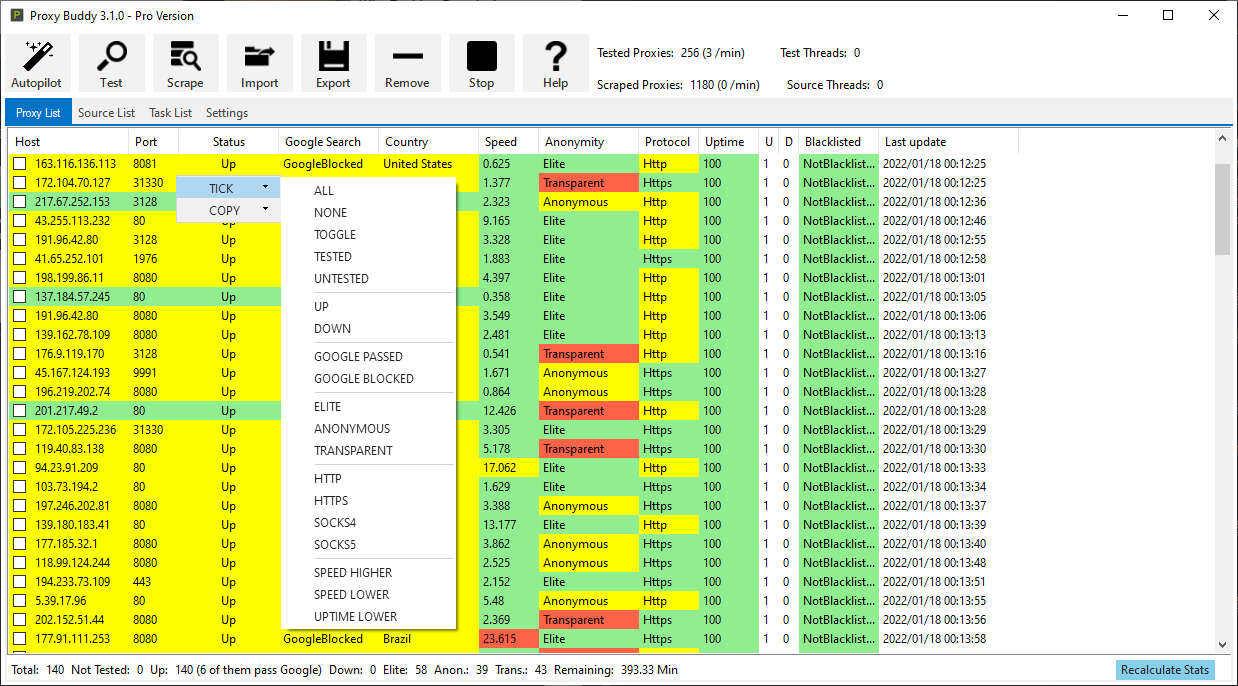 Proxy Buddy 3.1.0 - Pro Version
Autopilot Test Scrape Import Export Remove Stop Help
Tested Proxies: 256 (3 /min) Test Threads: 0
Scraped Proxies: 1180 (0 /min) Source Threads: 0
Proxy List Source List Task List Settings
Host Port Status Google Search Country Speed Anonymity Protocol Uptime U D Blacklisted Last update
163.116.136.113 8081 Up GoogleBlocked United States 0.625 Elite Http 100 1 0 NotBlacklist... 2022/01/18 00:12:25
172.104.70.127 31330 1.377 Transparent Https 100 1 0 NotBlacklist... 2022/01/18 00:12:25
217.67.252.153 3128 2.323 Anonymous Http 100 1 0 NotBlacklist... 2022/01/18 00:12:36
43.255.113.232 80 Up 9.165 Elite Http 100 1 0 NotBlacklist... 2022/01/18 00:12:46
191.96.42.80 3128 Up 3.328 Elite Http 100 1 0 NotBlacklist... 2022/01/18 00:12:55
41.65.252.101 1976 Up 1.883 Elite Https 100 1 0 NotBlacklist... 2022/01/18 00:12:58
198.199.86.11 8080 Up 4.397 Elite Http 100 1 0 NotBlacklist... 2022/01/18 00:13:01
137.184.57.245 80 Up 0.358 Elite Http 100 1 0 NotBlacklist... 2022/01/18 00:13:05
191.96.42.80 8080 Up 3.549 Elite Http 100 1 0 NotBlacklist... 2022/01/18 00:13:06
139.162.78.109 8080 Up 2.481 Elite Http 100 1 0 NotBlacklist... 2022/01/18 00:13:13
176.9.119.170 3128 Up 0.541 Transparent Http 100 1 0 NotBlacklist... 2022/01/18 00:13:16
45.167.124.193 9991 Up 1.671 Anonymous Https 100 1 0 NotBlacklist... 2022/01/18 00:13:27
196.219.202.74 8080 Up 0.864 Anonymous Https 100 1 0 NotBlacklist... 2022/01/18 00:13:28
201.217.49.2 80 Up 12.426 Transparent Http 100 1 0 NotBlacklist... 2022/01/18 00:13:28
172.105.225.236 31330 Up 3.305 Elite Https 100 1 0 NotBlacklist... 2022/01/18 00:13:29
119.40.83.138 8080 Up 5.178 Transparent Https 100 1 0 NotBlacklist... 2022/01/18 00:13:30
94.23.91.209 80 Up 17.062 Elite Http 100 1 0 NotBlacklist... 2022/01/18 00:13:33
103.73.194.2 80 Up 1.629 Elite Https 100 1 0 NotBlacklist... 2022/01/18 00:13:34
197.246.202.81 8080 Up 3.388 Anonymous Https 100 1 0 NotBlacklist... 2022/01/18 00:13:37
139.180.183.41 80 Up 13.177 Elite Http 100 1 0 NotBlacklist... 2022/01/18 00:13:39
177.185.32.1 8080 Up 3.862 Anonymous Https 100 1 0 NotBlacklist... 2022/01/18 00:13:40
118.99.124.244 8080 Up 2.525 Anonymous Https 100 1 0 NotBlacklist... 2022/01/18 00:13:48
194.233.73.109 443 Up 2.152 Elite Https 100 1 0 NotBlacklist... 2022/01/18 00:13:51
5.39.17.96 80 Up 5.48 Anonymous Http 100 1 0 NotBlacklist... 2022/01/18 00:13:55
202.152.51.44 8080 Up 2.369 Transparent Https 100 1 0 NotBlacklist... 2022/01/18 00:13:56
177.91.111.253 8080 Up GoogleBlocked Brazil 23.615 Elite Https 100 1 0 NotBlacklist... 2022/01/18 00:13:58
TICK
COPY
ALL
NONE
TOGGLE
TESTED
UNTESTED
UP
DOWN
GOOGLE PASSED
GOOGLE BLOCKED
ELITE
ANONYMOUS
TRANSPARENT
HTTP
HTTPS
SOCKS4
SOCKS5
SPEED HIGHER
SPEED LOWER
UPTIME LOWER
Total: 140 Not Tested: 0 Up: 140 (6 of them pass Google) Down: 0 Elite: 58 Anon.: 39 Trans.: 43 Remaining: 393.33 Min
Recalculate Stats